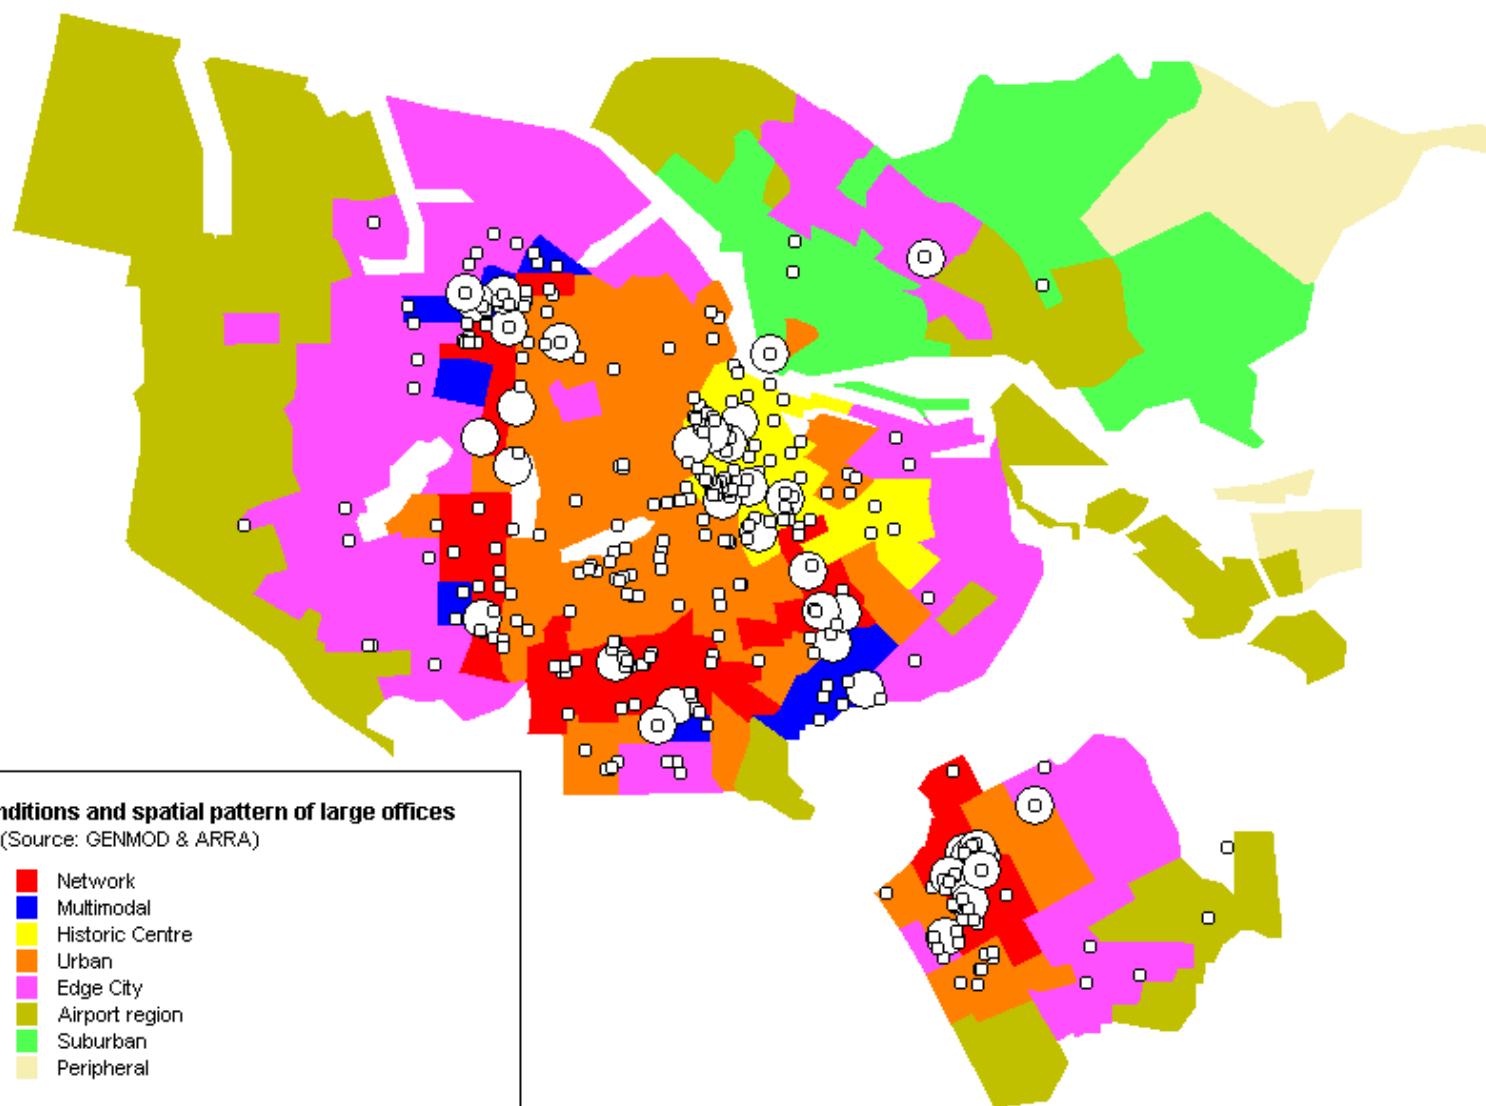 nditions and spatial pattern of large offices
(Source: GENMOD & ARRA)
Network
Multimodal
Historic Centre
Urban
Edge City
Airport region
Suburban
Peripheral